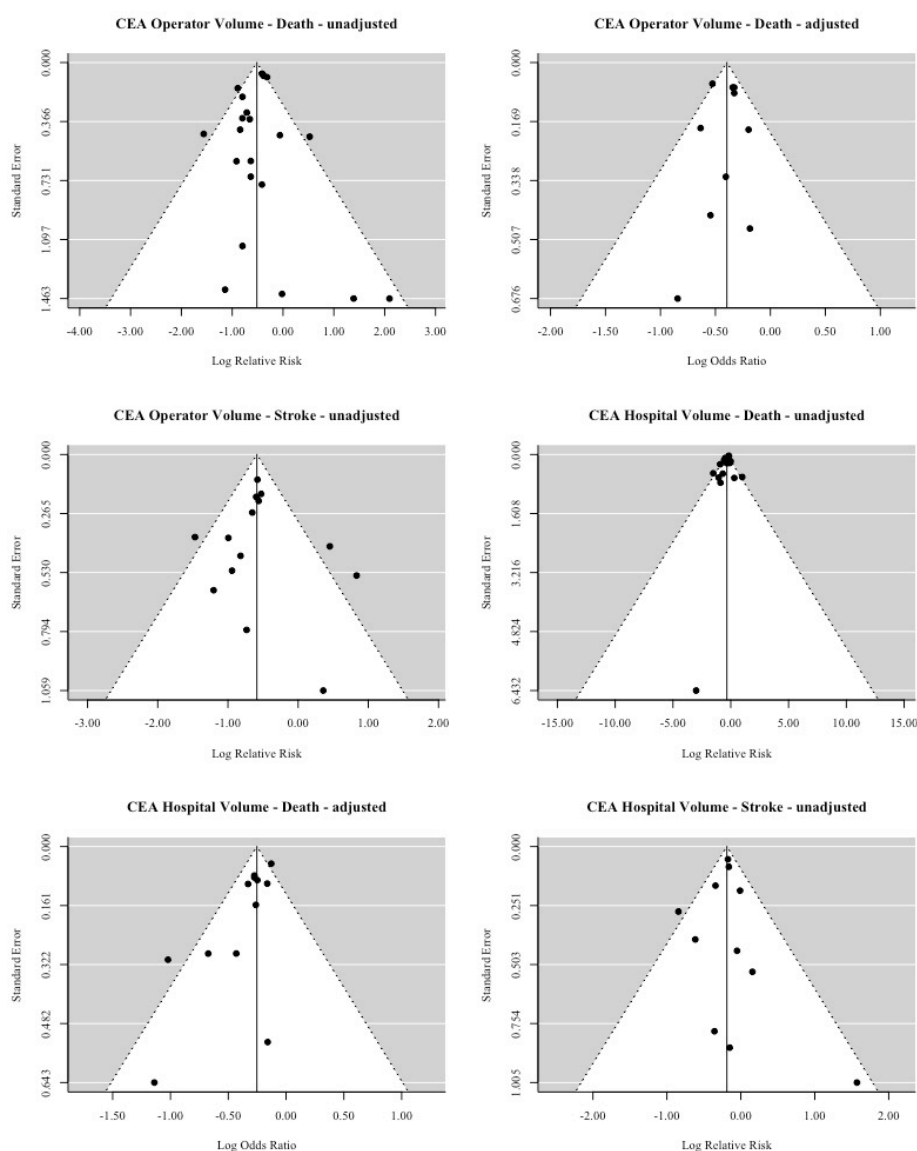 CEA Operator Volume - Death - unadjusted
0.000
0.366
0.731
1.097
1.463
Standard Error
-4.00 -3.00 -2.00 -1.00 0.00 1.00 2.00 3.00
Log Relative Risk
CEA Operator Volume - Death - adjusted
0.000
0.169
0.338
0.507
0.676
Standard Error
-2.00 -1.50 -1.00 -0.50 0.00 0.50 1.00
Log Odds Ratio
CEA Operator Volume - Stroke - unadjusted
0.000
0.265
0.530
0.794
1.059
Standard Error
-3.00 -2.00 -1.00 0.00 1.00 2.00
Log Relative Risk
CEA Hospital Volume - Death - unadjusted
0.000
1.608
3.216
4.824
6.432
Standard Error
-15.00 -10.00 -5.00 -0.00 5.00 10.00 15.00
Log Relative Risk
CEA Hospital Volume - Death - adjusted
0.000
0.16
0.322
0.482
0.643
Standard Error
-1.50 -1.00 -0.50 0.00 0.50 1.00
Log Odds Ratio
CEA Hospital Volume - Stroke - unadjusted
0.000
0.251
0.503
0.754
1.005
Standard Error
-2.00 -1.00 0.00 1.00 2.00
Log Relative Risk